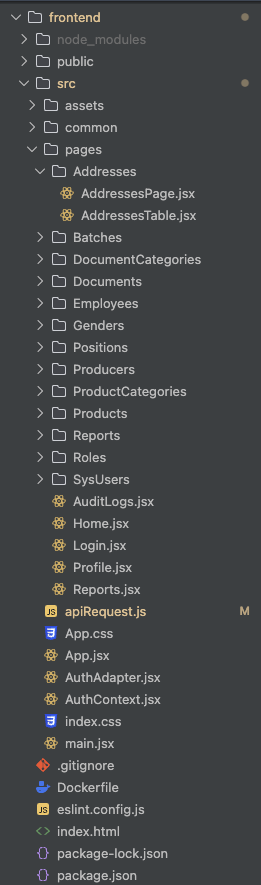 frontend
node_modules
public
src
assets
common
pages
Addresses
AddressesPage.jsx
AddressesTable.jsx
Batches
DocumentCategories
Documents
Employees
Genders
Positions
Producers
ProductCategories
Products
Reports
Roles
SysUsers
AuditLogs.jsx
Home.jsx
Login.jsx
Profile.jsx
Reports.jsx
JS apiRequest.js M
App.css
App.jsx
AuthAdapter.jsx
AuthContext.jsx
index.css
main.jsx
.gitignore
Dockerfile
JS eslint.config.js
<> index.html
{} package-lock.json
{} package.json